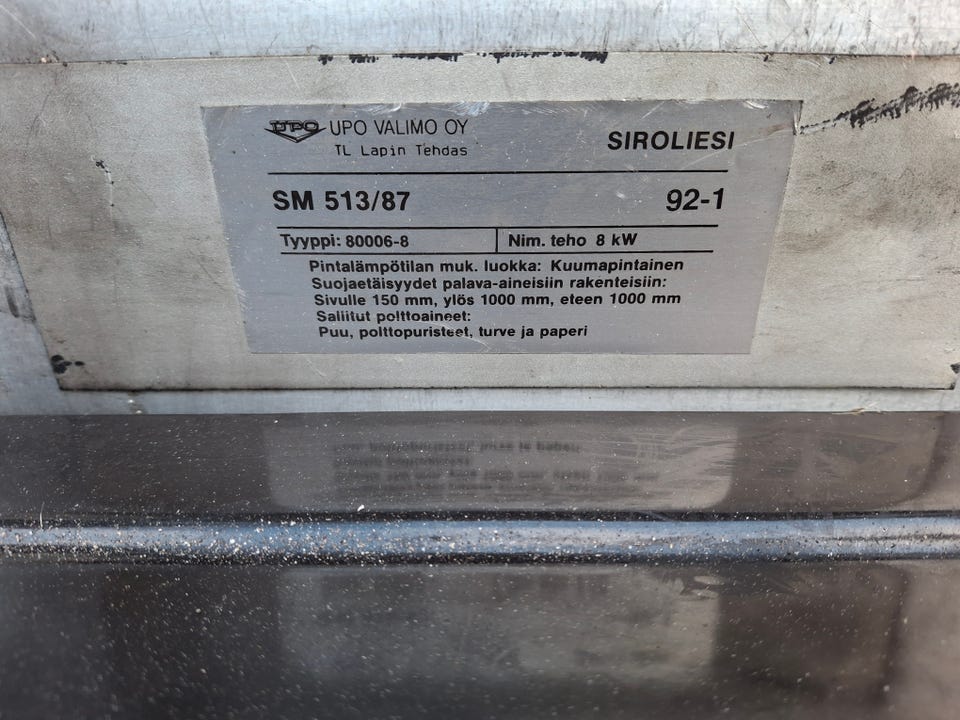 UPO UPO VALIMO OY
TL Lapin Tehdas
SIROLIESI
SM 513/87 92-1
Tyyppi: 80006-8 Nim. teho 8 kW
Pintalämpötilan muk. luokka: Kuumapintainen
Suojaetäisyydet palava-aineisiin rakenteisiin:
Sivulle 150 mm, ylös 1000 mm, eteen 1000 mm
Sallitut polttoaineet:
Puu, polttopuristeet, turve ja paperi